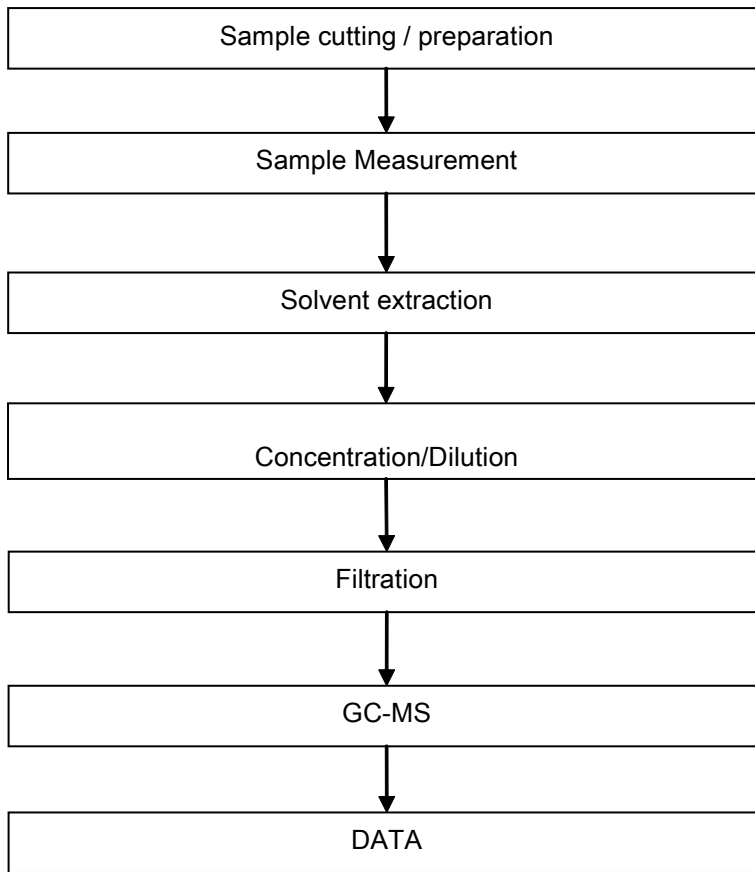 Sample cutting / preparation
Sample Measurement
Solvent extraction
Concentration/Dilution
Filtration
GC-MS
DATA